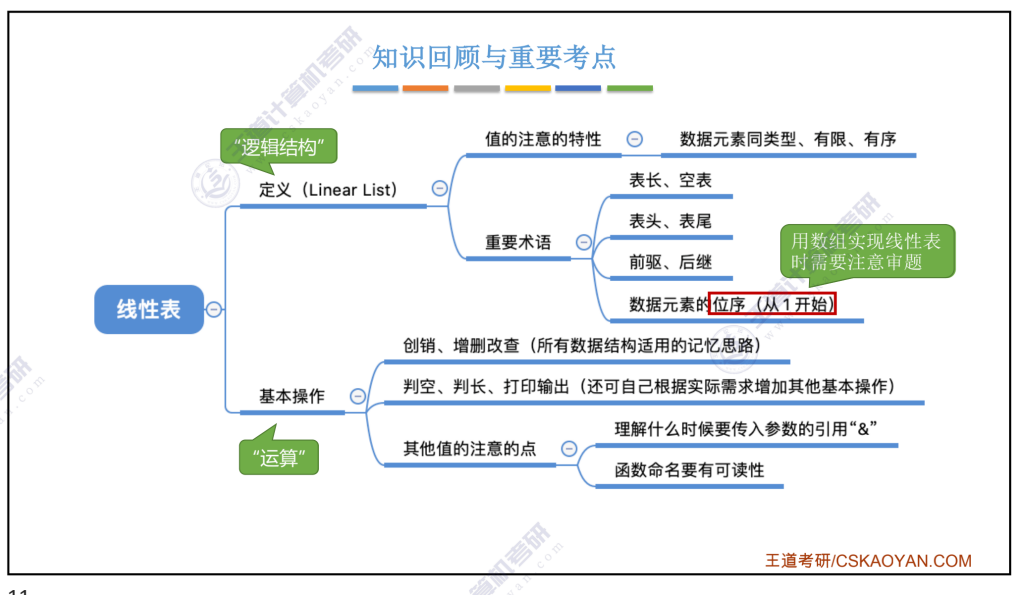 知识回顾与重要考点
“逻辑结构”
值的注意的特性
数据元素同类型、有限、有序
定义（Linear List）
表长、空表
重要术语
表头、表尾
用数组实现线性表
时需要注意审题
前驱、后继
数据元素的位序（从1开始）
线性表
创销、增删改查（所有数据结构适用的记忆思路）
基本操作
判空、判长、打印输出（还可自己根据实际需求增加其他基本操作）
“运算”
其他值的注意的点
理解什么时候要传入参数的引用“&”
函数命名要有可读性
王道考研/CSKAOYAN.COM